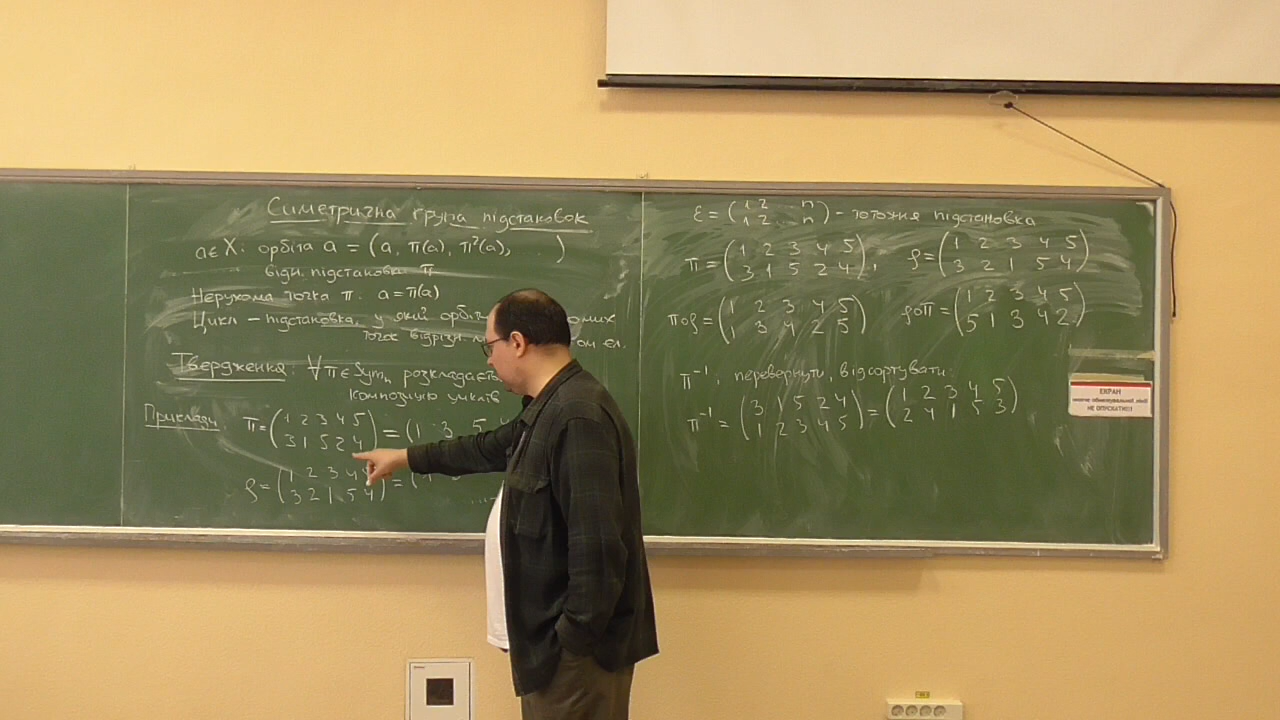 Симетрична група підстановок
a∈X: орбіта a = (a, π(a), π²(a), )
відн. підстановки π
Нерухома точка π: a=π(a)
Цикл – підстановка, у якій
точок
Твердження: ∀π∈Symₙ розкладається
композицію циклів
Приклади π=(1 2 3 4 5
3 1 5 2 4) = (1 3 5
ρ=(1 2 3 4 5
3 2 1 5 4) = (1
ε=(1 2 ... n
1 2 ... n) – тотожня підстановка
π=(1 2 3 4 5
3 1 5 2 4), ρ=(1 2 3 4 5
3 2 1 5 4)
π∘ρ=(1 2 3 4 5
1 3 4 2 5) ρ∘π=(1 2 3 4 5
5 1 3 4 2)
π⁻¹: перевернути, відсортувати:
π⁻¹ = (3 1 5 2 4
1 2 3 4 5) = (1 2 3 4 5
2 4 1 5 3)
ЕКРАН
НЕ ОПУСКАТИ!!!